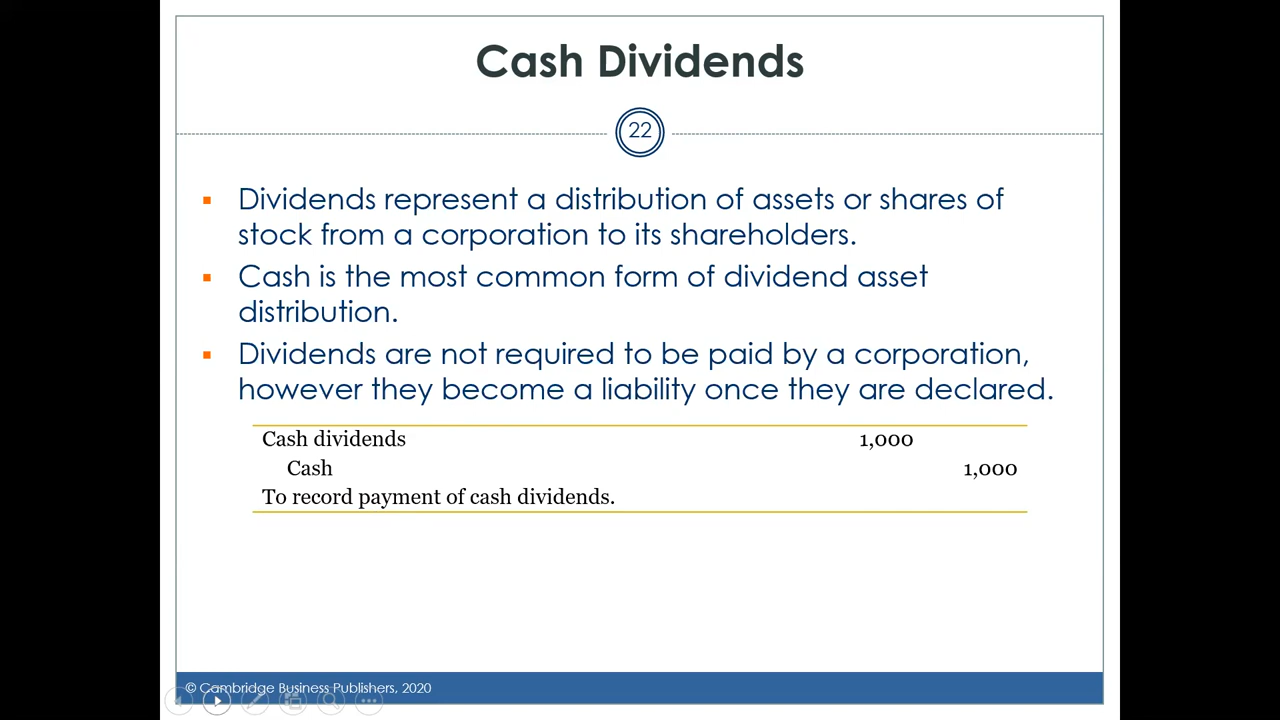 Cash Dividends
22
Dividends represent a distribution of assets or shares of
stock from a corporation to its shareholders.
Cash is the most common form of dividend asset
distribution.
Dividends are not required to be paid by a corporation,
however they become a liability once they are declared.
Cash dividends 1,000
Cash 1,000
To record payment of cash dividends.
© Cambridge Business Publishers, 2020